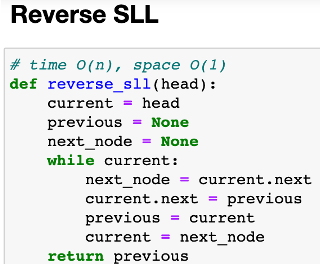 Reverse SLL
# time O(n), space O(1)
def reverse_sll(head):
    current = head
    previous = None
    next_node = None
    while current:
        next_node = current.next
        current.next = previous
        previous = current
        current = next_node
    return previous